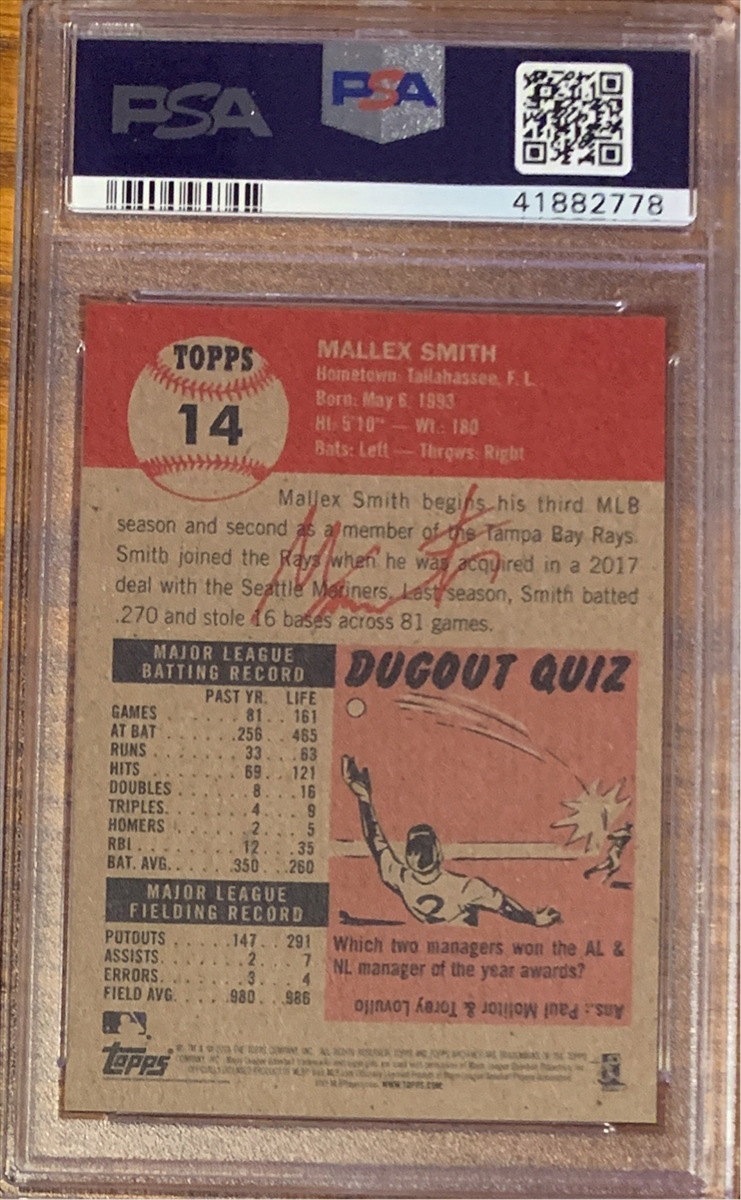 PSA
PSA
41882778
TOPPS
14
MALLEX SMITH
Hometown: Tallahassee, F. L.
Born: May 6, 1993
Ht: 5'10" — Wt.: 180
Bats: Left — Throws: Right
Mallex Smith begins his third MLB
season and second as a member of the Tampa Bay Rays.
Smith joined the Rays when he was acquired in a 2017
deal with the Seattle Mariners. Last season, Smith batted
.270 and stole 16 bases across 81 games.
MAJOR LEAGUE
BATTING RECORD
PAST YR. LIFE
GAMES . . . . . . . . 81 . . 161
AT BAT . . . . . . . 256 . . 465
RUNS . . . . . . . . 33 . . . 63
HITS . . . . . . . . 69 . . 121
DOUBLES . . . . . . . 8 . . . 16
TRIPLES . . . . . . . 4 . . . . 9
HOMERS . . . . . . . 2 . . . . 5
RBI . . . . . . . . . 12 . . . 35
BAT. AVG. . . . . . .350 . . .260
MAJOR LEAGUE
FIELDING RECORD
PUTOUTS . . . . . .147 . . 291
ASSISTS. . . . . . . . 2 . . . . 7
ERRORS. . . . . . . . 3 . . . . 4
FIELD AVG. . . . . .980 . . .986
DUGOUT QUIZ
2
Which two managers won the AL &
NL manager of the year awards?
Ans.: Paul Molitor & Torey Lovullo
topps
WWW.TOPPS.COM